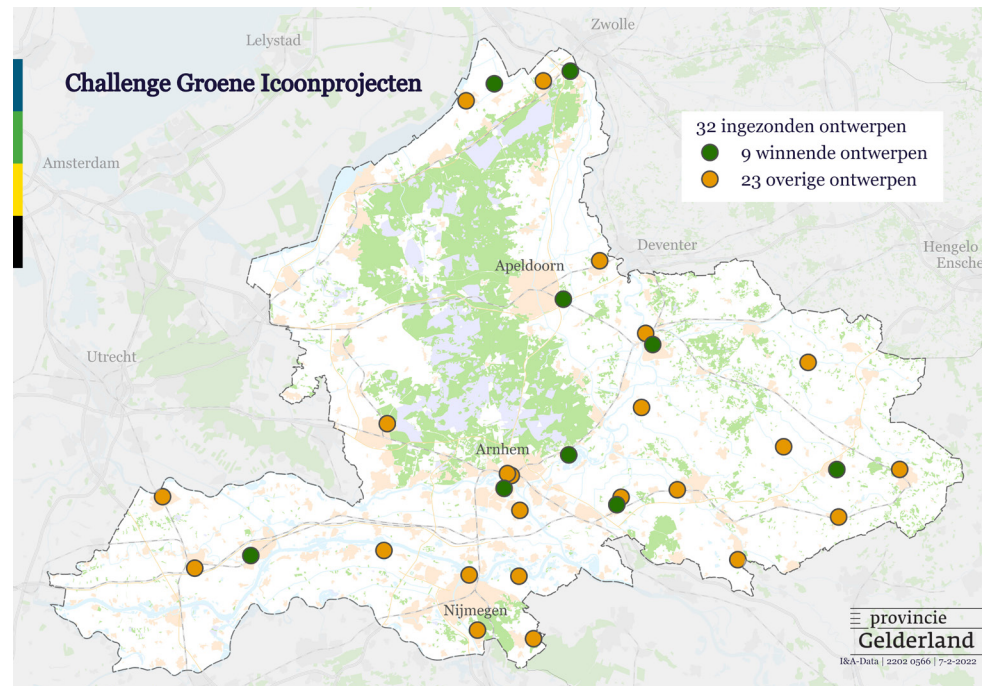 Zwolle
Lelystad
Challenge Groene Icoonprojecten
32 ingezonden ontwerpen
9 winnende ontwerpen
23 overige ontwerpen
Amsterdam
Deventer
Hengelo
Ensche
Apeldoorn
Utrecht
Arnhem
Nijmegen
provincie
Gelderland
I&A-Data | 2202 0566 | 7-2-2022